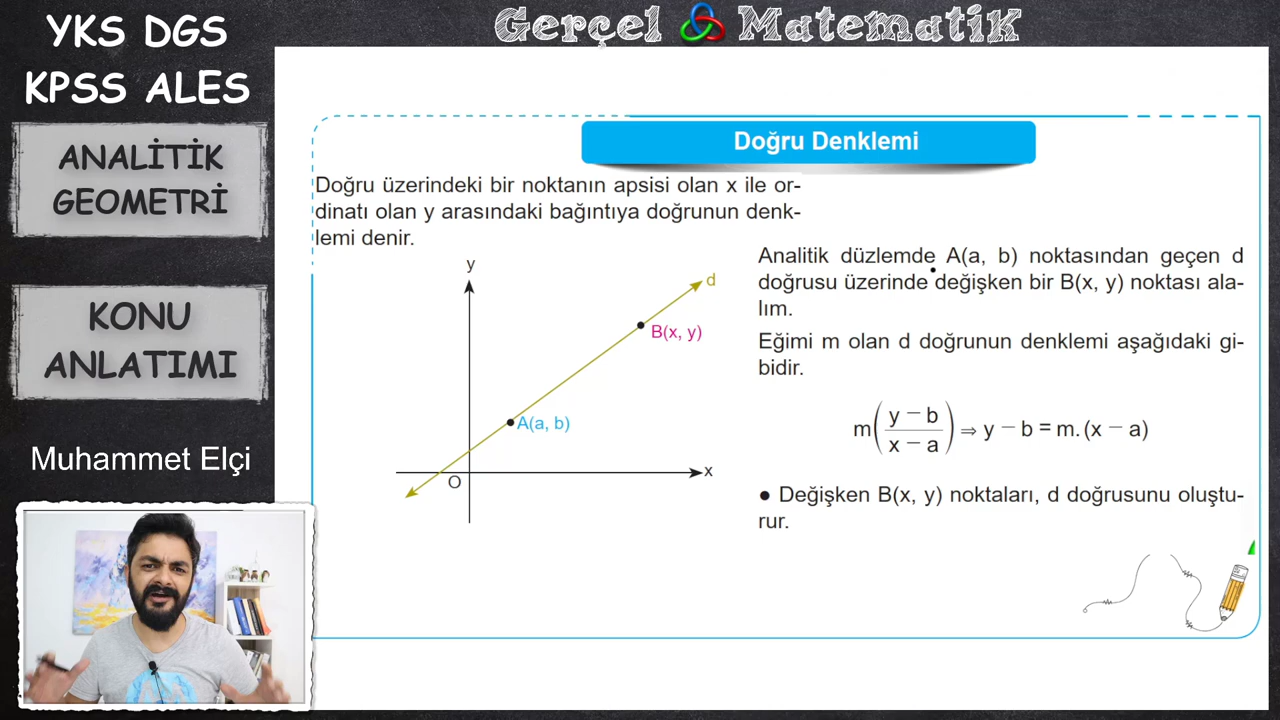 YKS DGS
KPSS ALES
ANALİTİK
GEOMETRİ
KONU
ANLATIMI
Muhammet Elçi
Gerçel Matematik
Doğru Denklemi
Doğru üzerindeki bir noktanın apsisi olan x ile or-
dinatı olan y arasındaki bağıntıya doğrunun denk-
lemi denir.
y
d
B(x, y)
A(a, b)
O
x
Analitik düzlemde A(a, b) noktasından geçen d
doğrusu üzerinde değişken bir B(x, y) noktası ala-
lım.
Eğimi m olan d doğrunun denklemi aşağıdaki gi-
bidir.
m(y − b / x − a) ⇒ y − b = m. (x − a)
● Değişken B(x, y) noktaları, d doğrusunu oluştu-
rur.